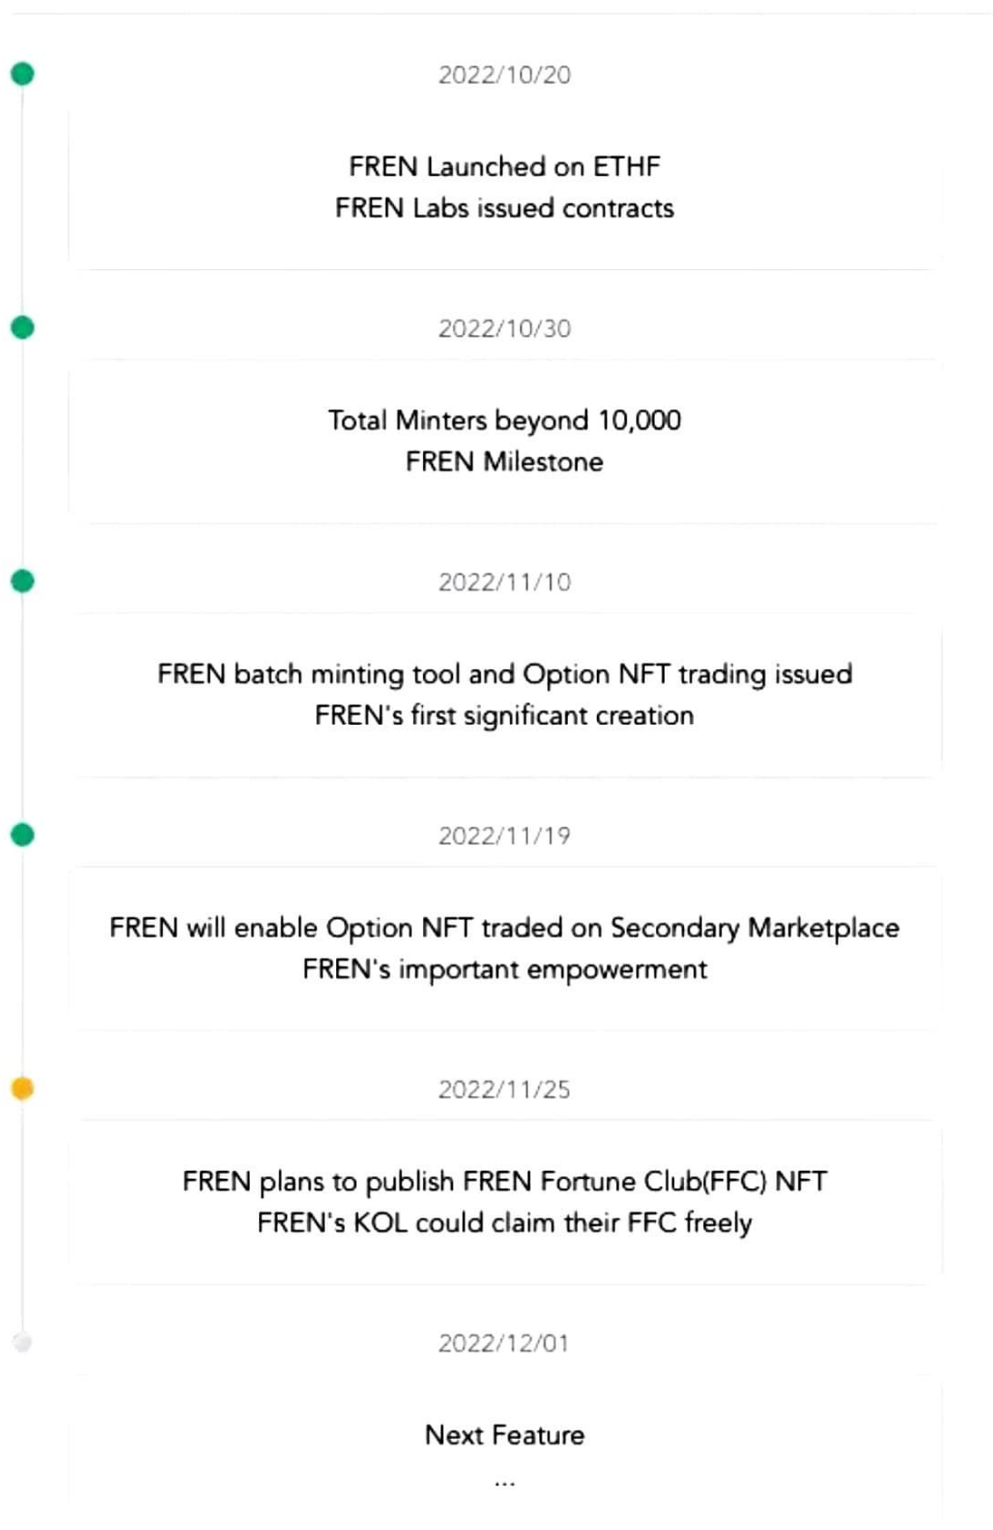 2022/10/20
FREN Launched on ETHF
FREN Labs issued contracts
2022/10/30
Total Minters beyond 10,000
FREN Milestone
2022/11/10
FREN batch minting tool and Option NFT trading issued
FREN's first significant creation
2022/11/19
FREN will enable Option NFT traded on Secondary Marketplace
FREN's important empowerment
2022/11/25
FREN plans to publish FREN Fortune Club(FFC) NFT
FREN's KOL could claim their FFC freely
2022/12/01
Next Feature
...